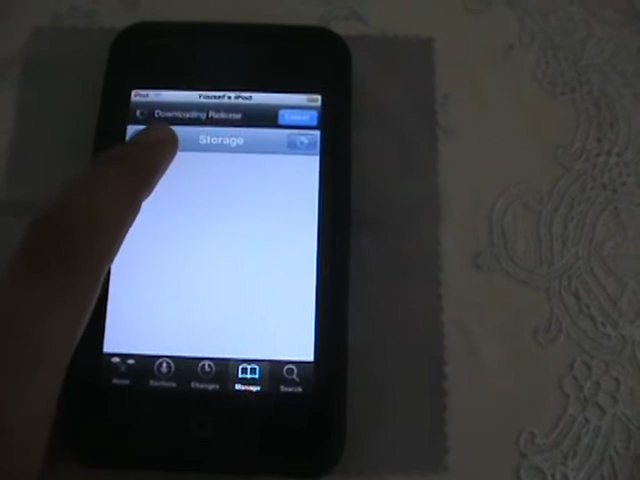 iPod
Yousef's iPod
Downloading Release
Cancel
Storage
Home
Sections
Changes
Manage
Search